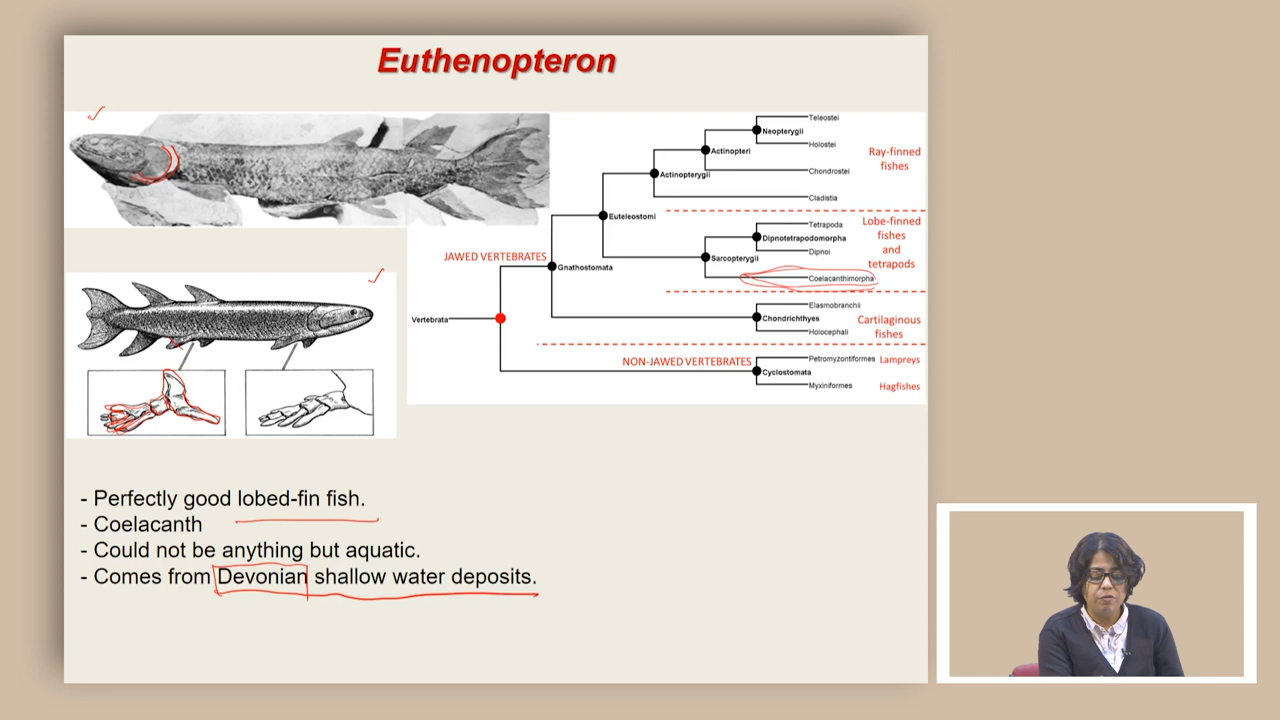 Euthenopteron
Teleostei
Neopterygii
Holostei
Actinopteri
Chondrostei
Actinopterygii
Cladistia
Ray-finned
fishes
Euteleostomi
Tetrapoda
Dipnotetrapodomorpha
Dipnoi
Sarcopterygii
Coelacanthimorpha
Lobe-finned
fishes
and
tetrapods
JAWED VERTEBRATES
Gnathostomata
Elasmobranchii
Chondrichthyes
Holocephali
Cartilaginous
fishes
Vertebrata
NON-JAWED VERTEBRATES
Petromyzontiformes Lampreys
Cyclostomata
Myxiniformes Hagfishes
- Perfectly good lobed-fin fish.
- Coelacanth
- Could not be anything but aquatic.
- Comes from Devonian shallow water deposits.